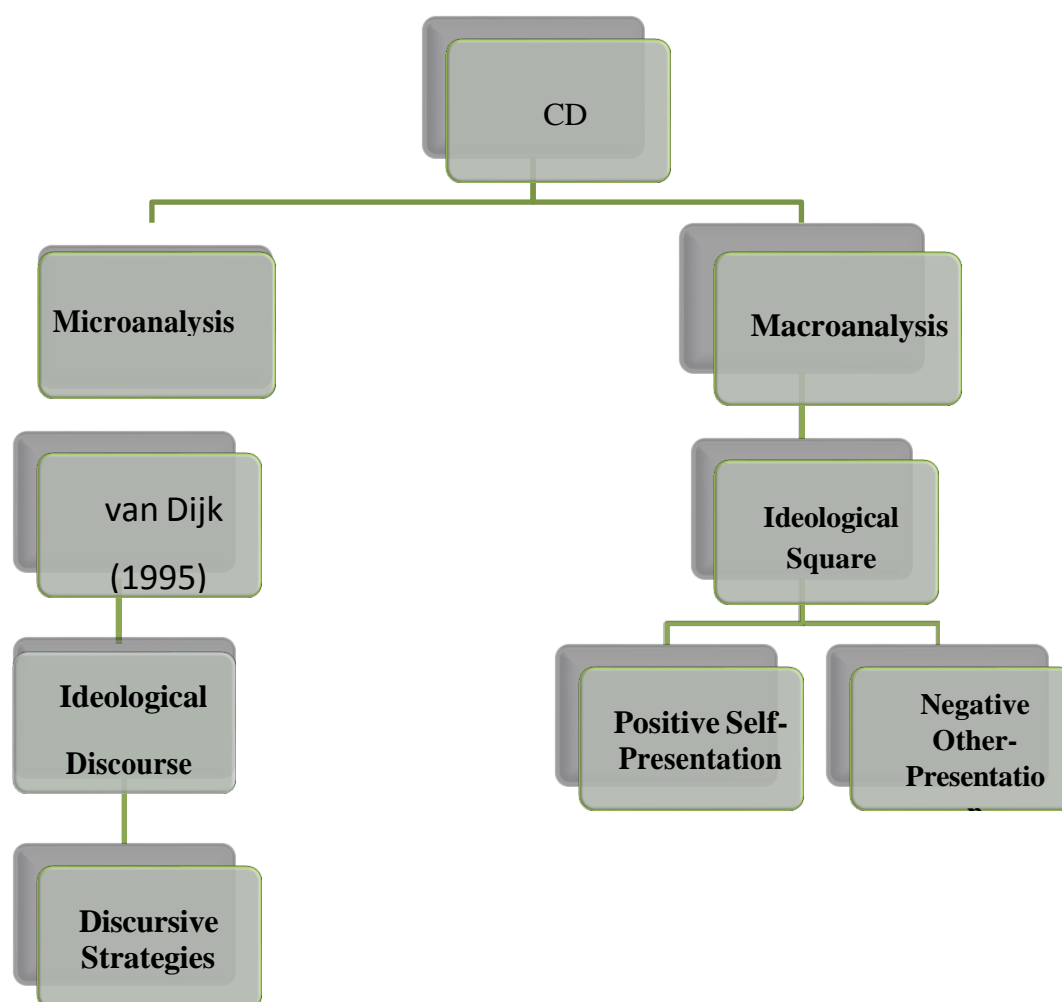 CD
Microanalysis
Macroanalysis
van Dijk
(1995)
Ideological
Square
Ideological
Discourse
Positive Self-
Presentation
Negative
Other-
Presentatio
n
Discursive
Strategies